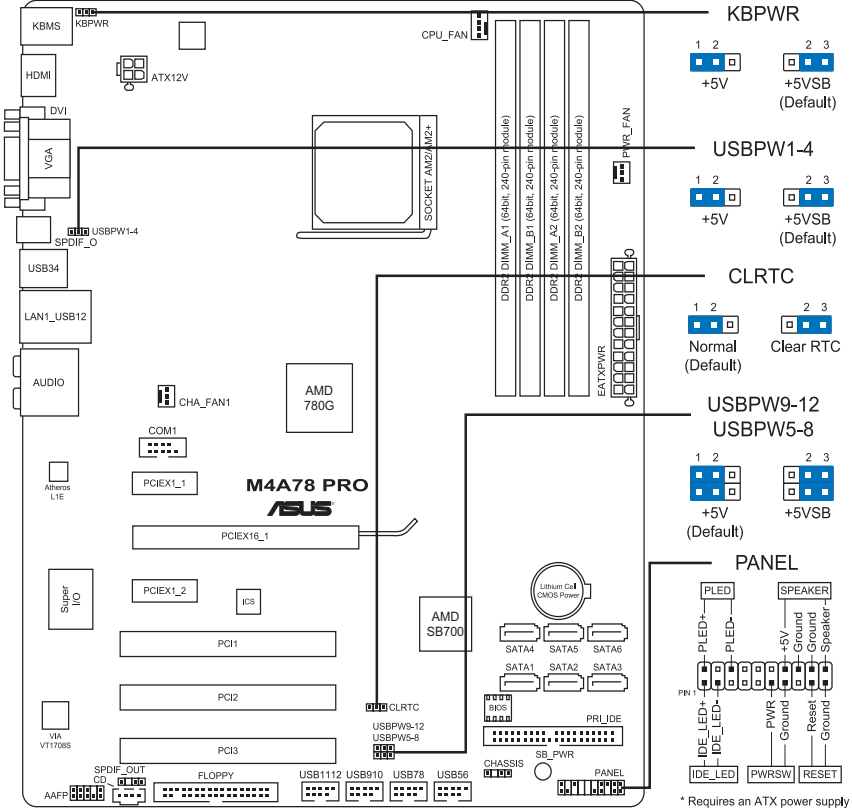 KBMS
KBPWR
HDMI
ATX12V
CPU_FAN
DVI
VGA
SOCKET AM2/AM2+
DDR2 DIMM_A1 (64bit, 240-pin module)
DDR2 DIMM_B1 (64bit, 240-pin module)
DDR2 DIMM_A2 (64bit, 240-pin module)
DDR2 DIMM_B2 (64bit, 240-pin module)
PWR_FAN
USBPW1-4
SPDIF_O
USB34
LAN1_USB12
AUDIO
EATXPWR
CHA_FAN1
AMD
780G
COM1
Atheros
L1E
PCIEX1_1
M4A78 PRO
ASUS
PCIEX16_1
Super
I/O
PCIEX1_2
ICS
AMD
SB700
Lithium Cell
CMOS Power
SATA4
SATA5
SATA6
SATA1
SATA2
SATA3
PCI1
PCI2
PCI3
CLRTC
USBPW9-12
USBPW5-8
BIOS
PRI_IDE
VIA
VT1708S
SPDIF_OUT
CD
AAFP
FLOPPY
USB1112
USB910
USB78
USB56
CHASSIS
SB_PWR
PANEL
KBPWR
1 2
2 3
+5V
+5VSB
(Default)
USBPW1-4
1 2
2 3
+5V
+5VSB
(Default)
CLRTC
1 2
2 3
Normal
(Default)
Clear RTC
USBPW9-12
USBPW5-8
1 2
2 3
+5V
(Default)
+5VSB
PANEL
PLED
SPEAKER
PLED+
PLED-
+5V
Ground
Ground
Speaker
PIN 1
IDE_LED+
IDE_LED-
PWR
Ground
Reset
Ground
IDE_LED
PWRSW
RESET
* Requires an ATX power supply